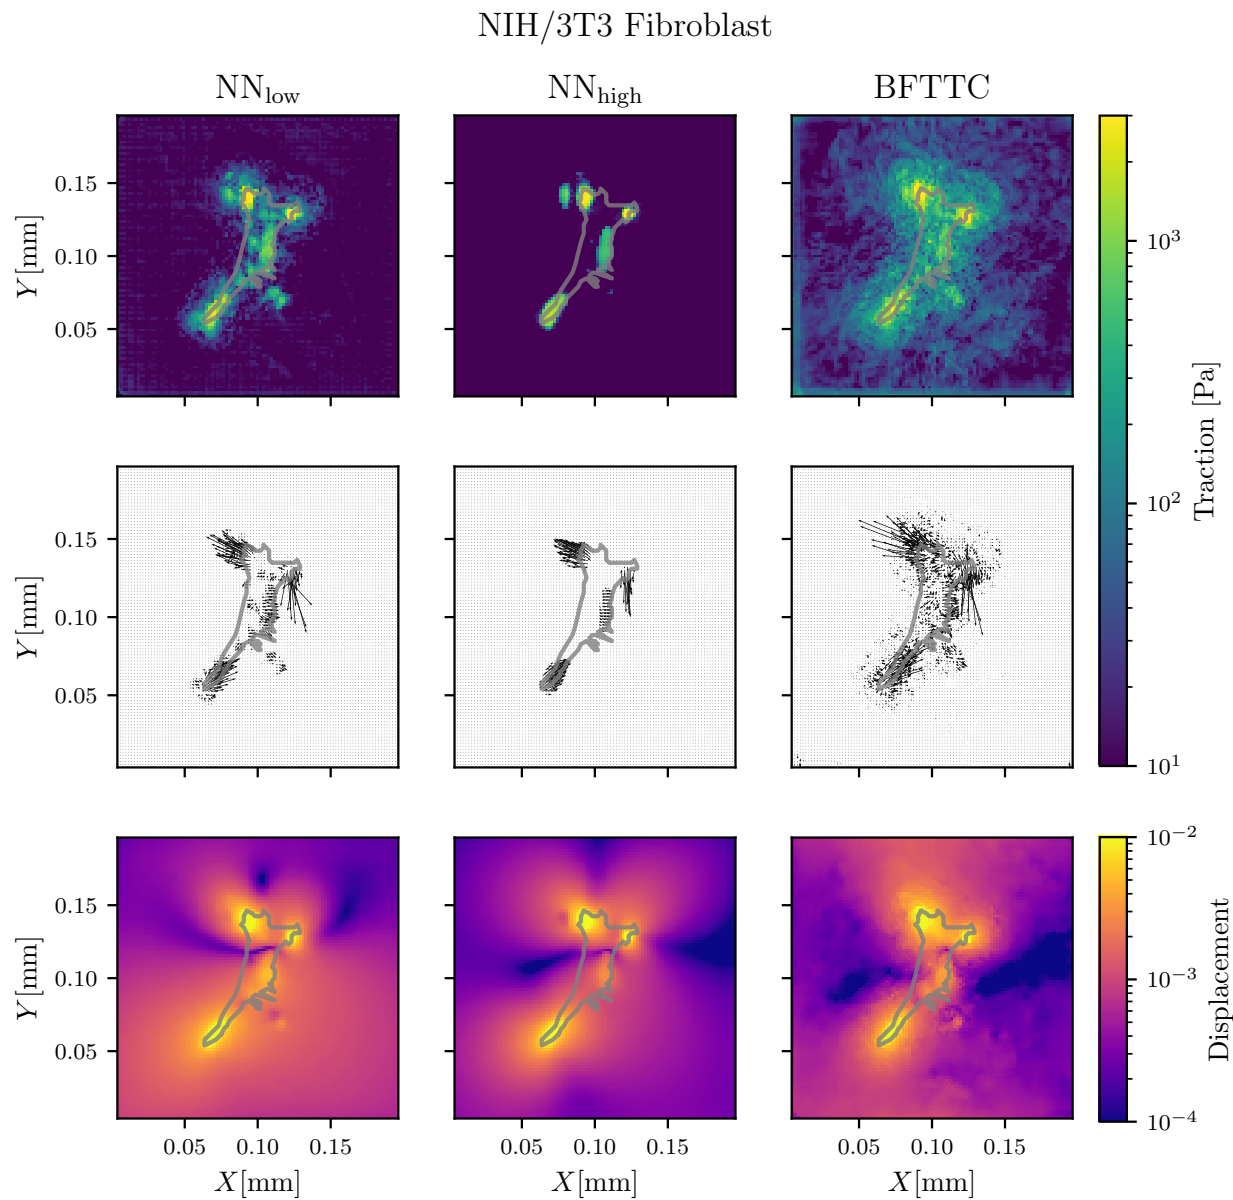 NIH/3T3 Fibroblast
NN_low NN_high BFTTC
Y[mm] 0.15 0.10 0.05
10^3 10^2 10^1 Traction [Pa]
Y[mm] 0.15 0.10 0.05
Y[mm] 0.15 0.10 0.05
10^-2 10^-3 10^-4 Displacement
0.05 0.10 0.15 0.05 0.10 0.15 0.05 0.10 0.15
X[mm] X[mm] X[mm]